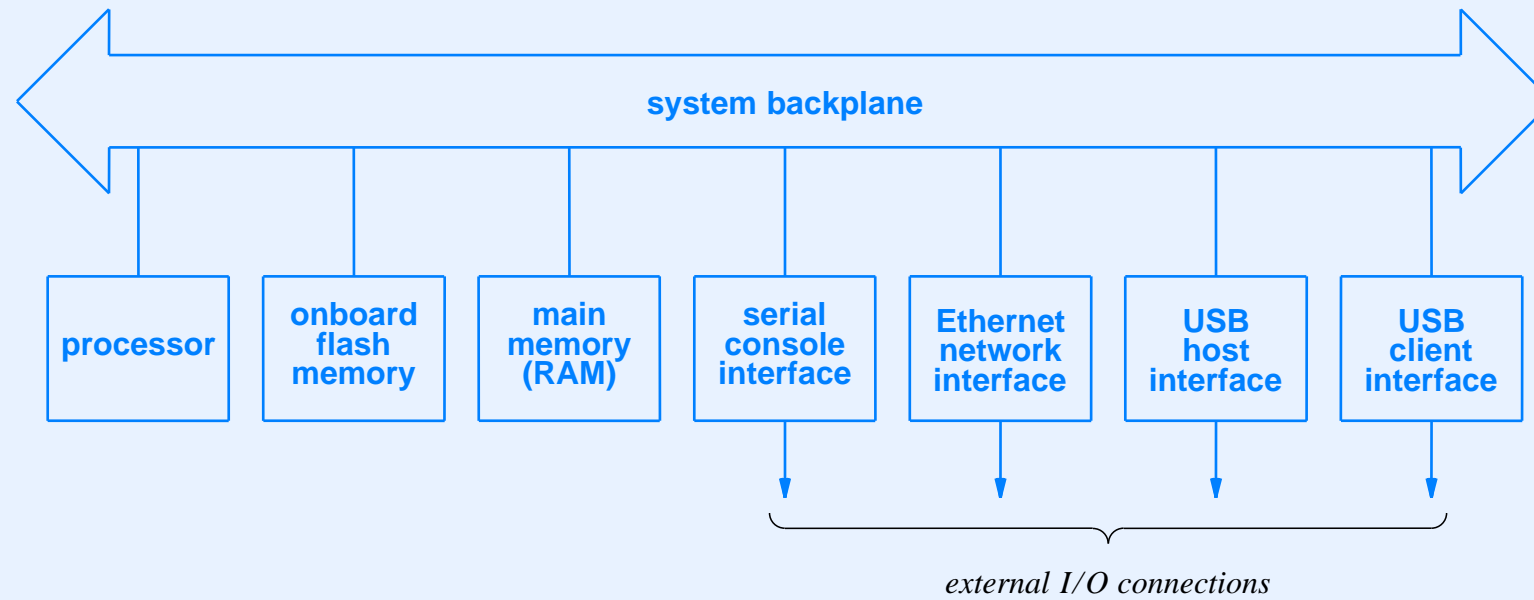 system backplane
processor
onboard
flash
memory
main
memory
(RAM)
serial
console
interface
Ethernet
network
interface
USB
host
interface
USB
client
interface
external I/O connections